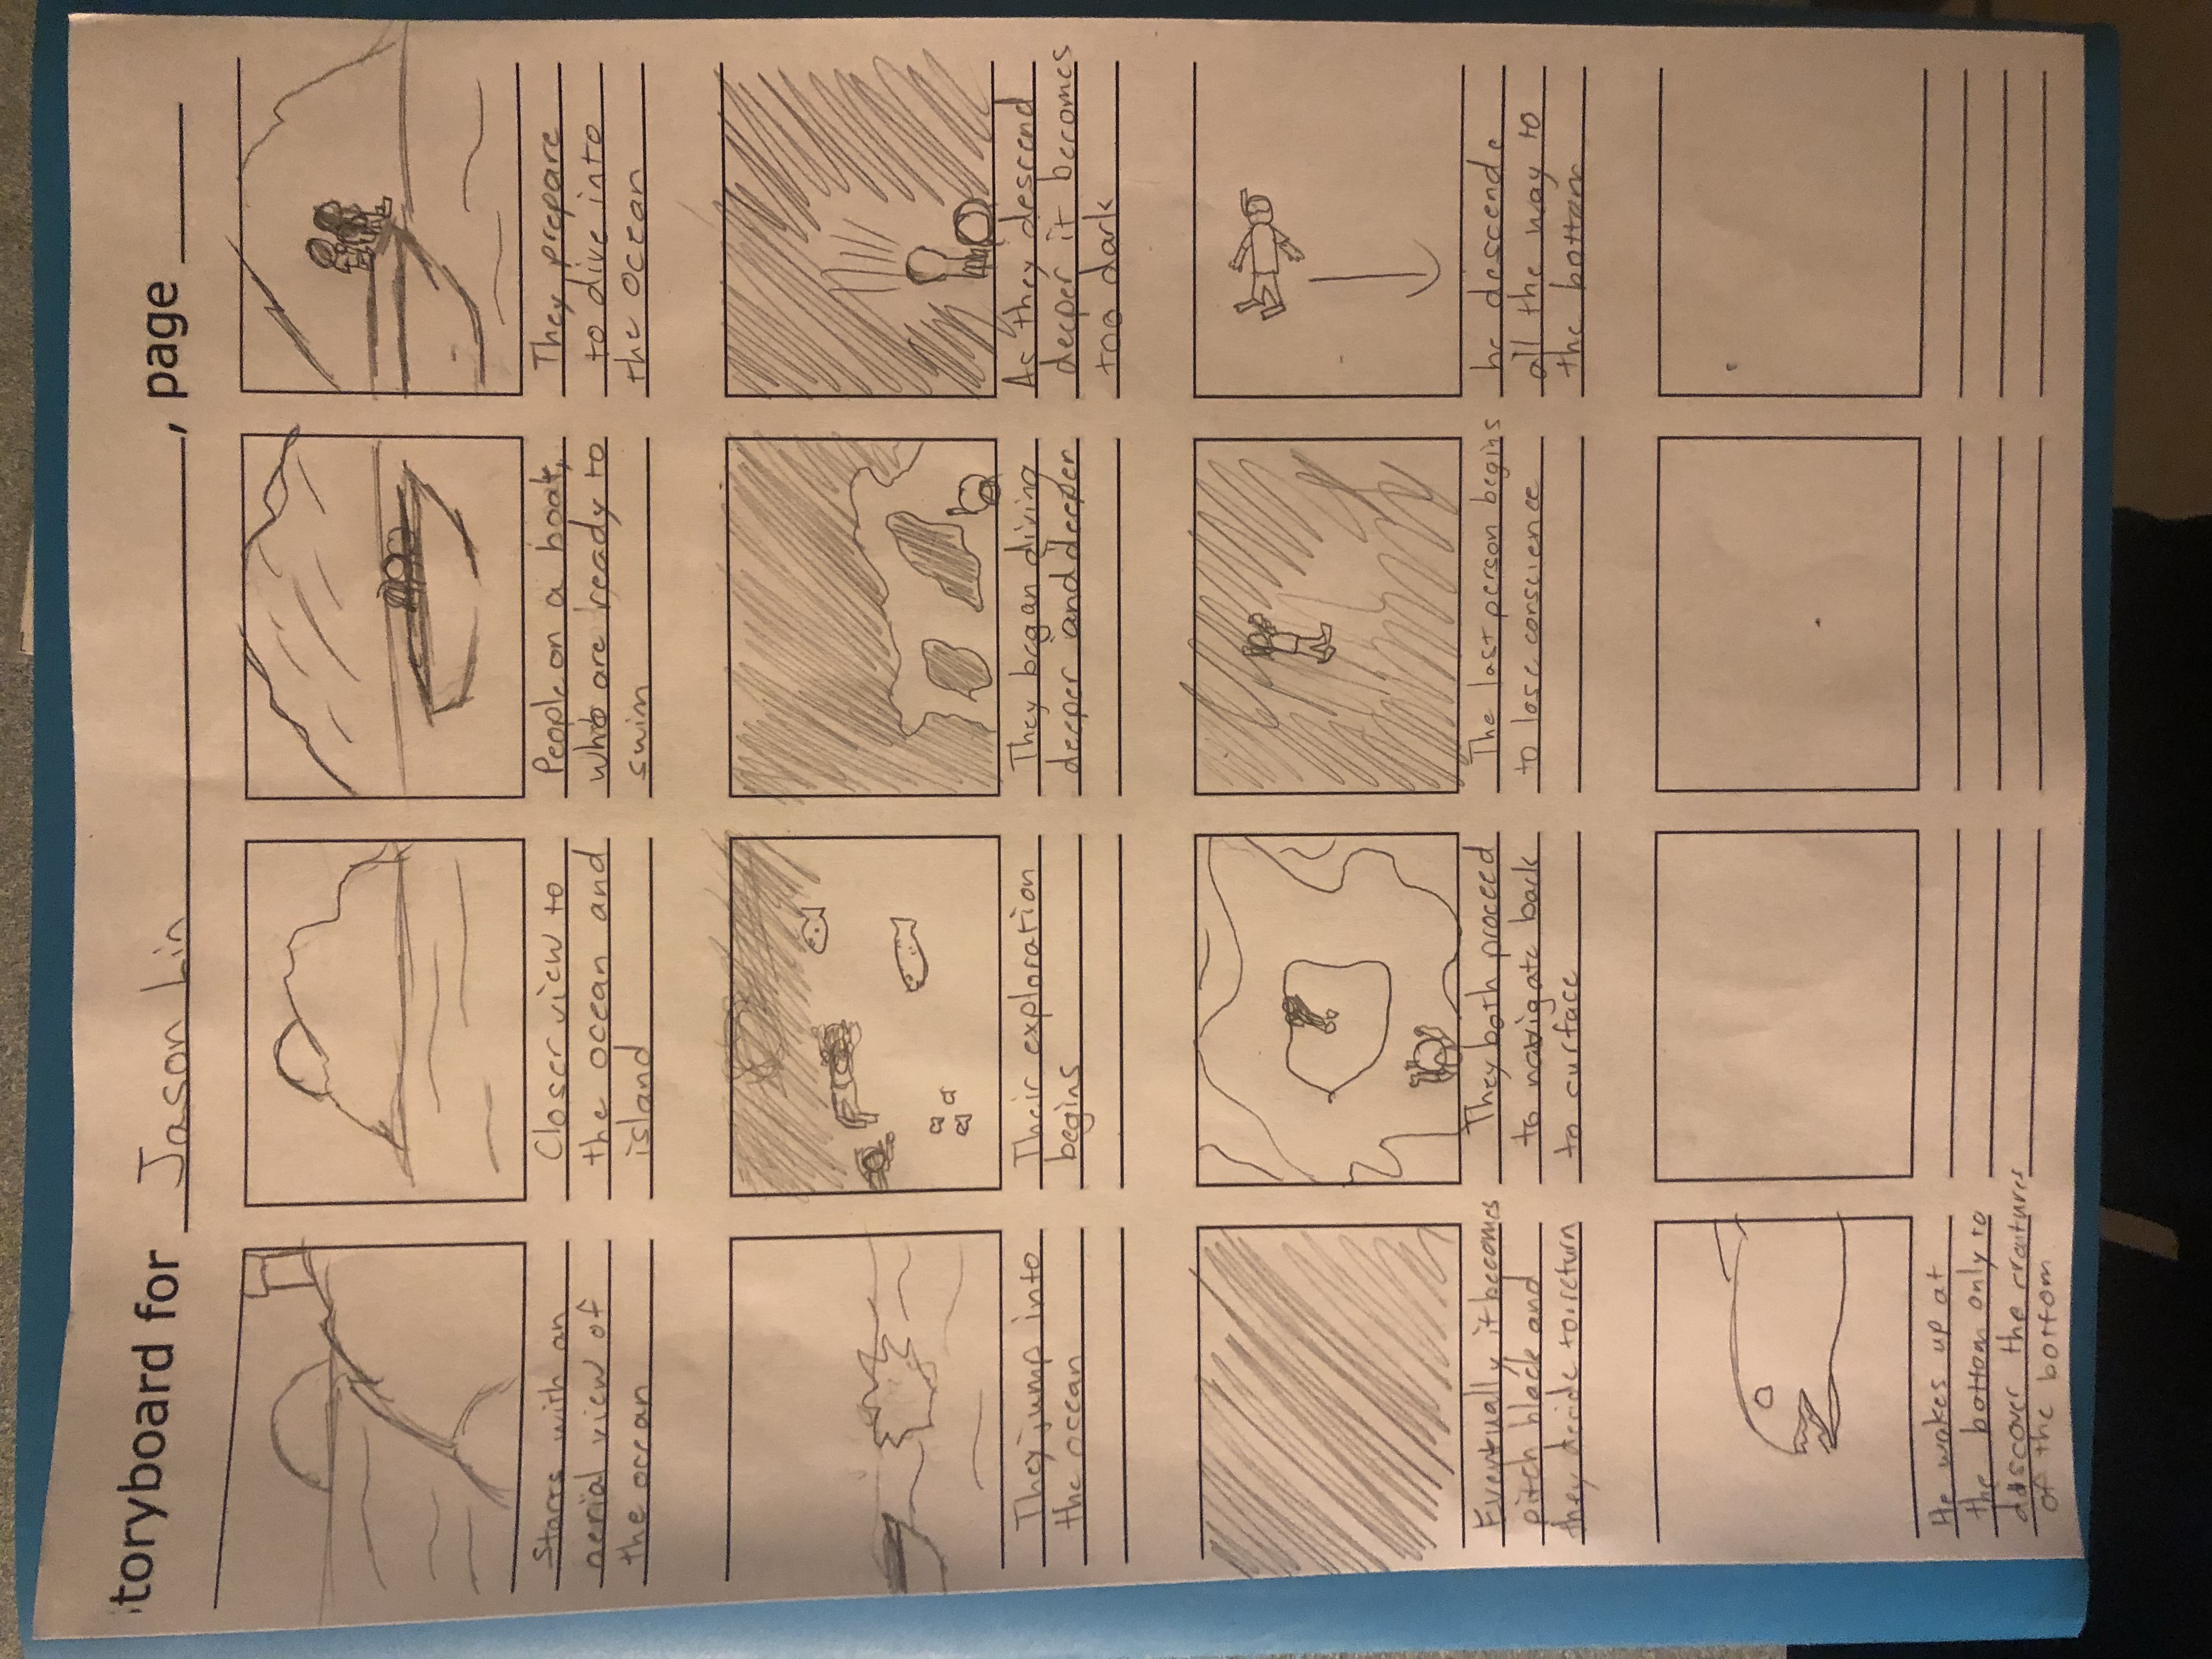 toryboard for Jason Lin, page
Starts with an
aerial view of
the ocean
Closer view to
the ocean and
island
People on a boat,
who are ready to
swim
They prepare
to dive into
the ocean
They jump into
the ocean
Their exploration
begins
They began diving
deeper and deeper
As they descend
deeper it becomes
too dark
Eventually it becomes
pitch black and
they decide to return
They both proceed
to navigate back
to surface
The last person begins
to lose conscience
he descends
all the way to
the bottom
He wakes up at
the bottom only to
discover the creatures
of the bottom